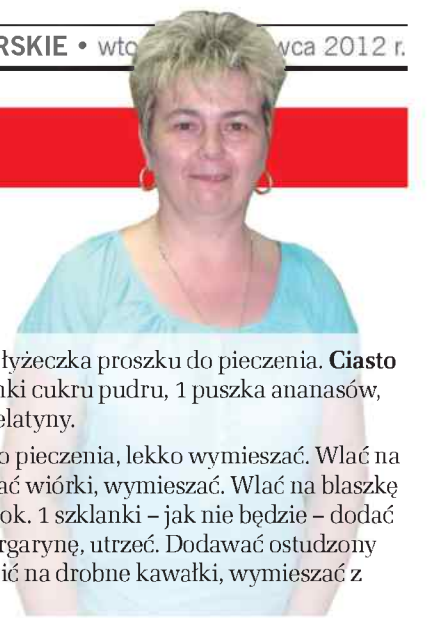 RSKIE • wto wca 2012 r.
łyżeczka proszku do pieczenia. Ciasto
nki cukru pudru, 1 puszka ananasów,
elatyny.
o pieczenia, lekko wymieszać. Wlać na
ać wiórki, wymieszać. Wlać na blaszkę
ok. 1 szklanki – jak nie będzie – dodać
rgarynę, utrzeć. Dodawać ostudzony
ić na drobne kawałki, wymieszać z